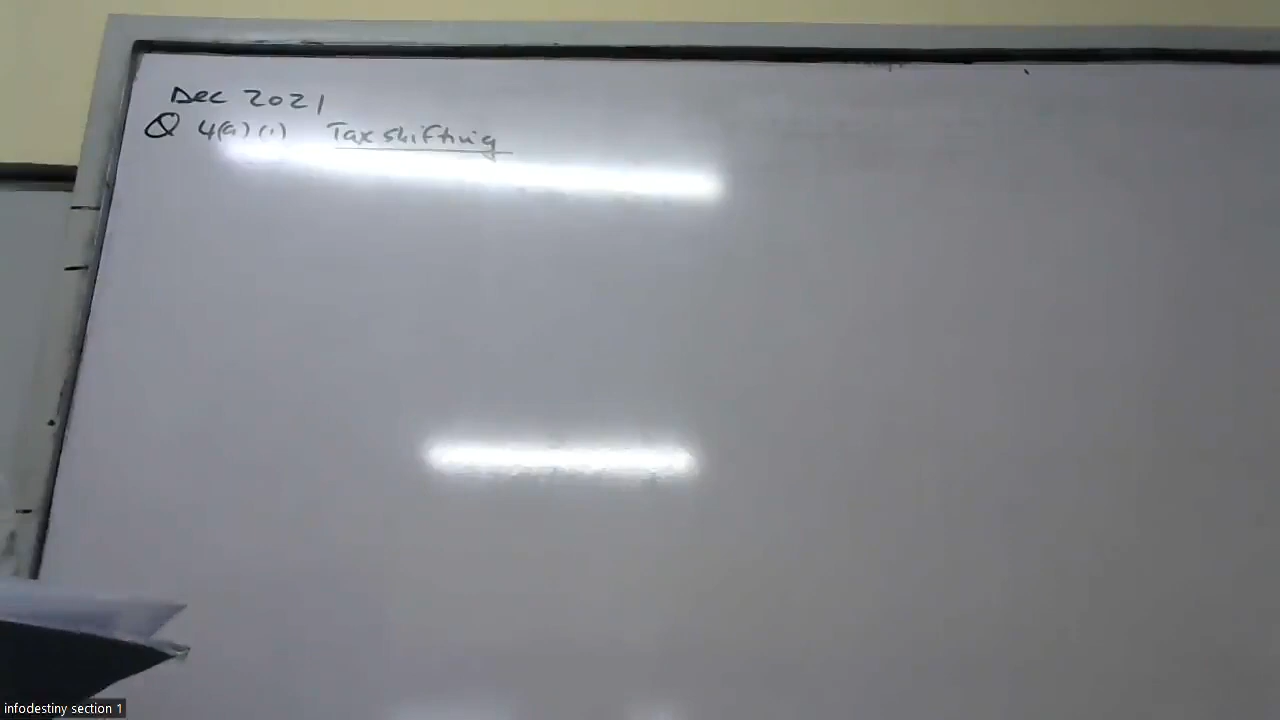 Dec 2021
Q 4(a)(i) Tax shifting
infodestiny section 1